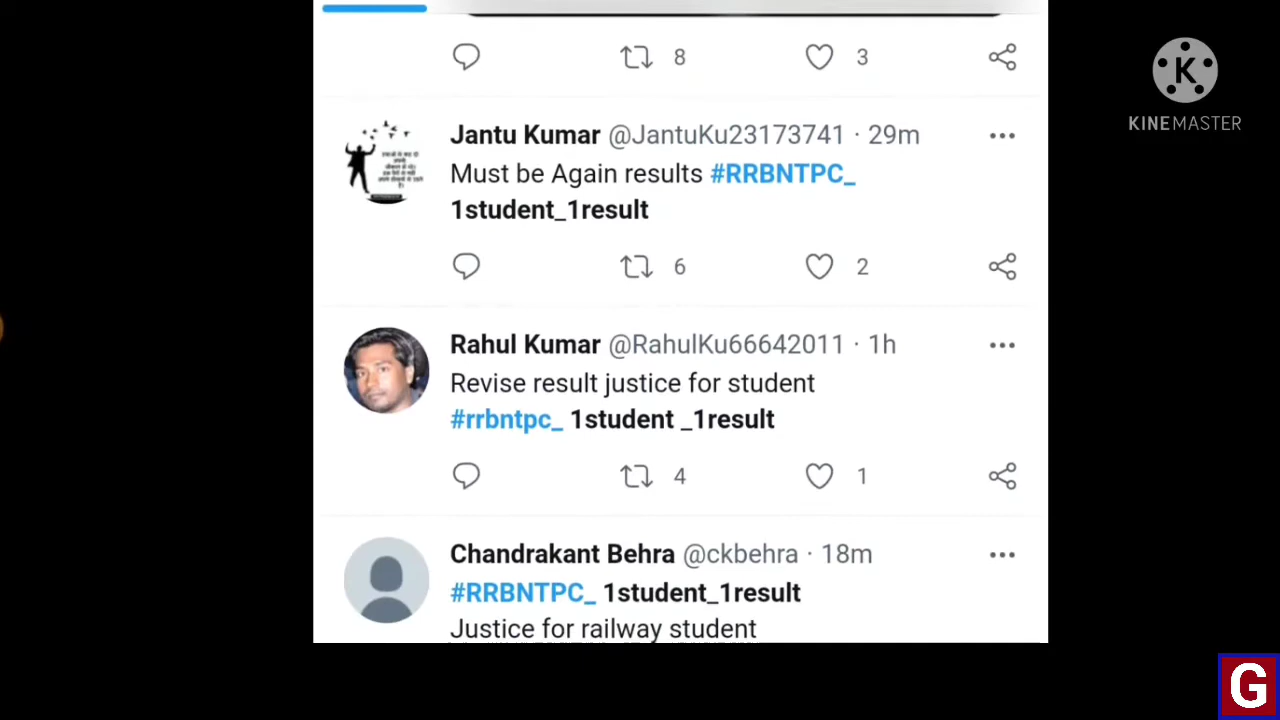 8 3
K
KINEMASTER
Jantu Kumar @JantuKu23173741 · 29m
Must be Again results #RRBNTPC_
1student_1result
6 2
Rahul Kumar @RahulKu66642011 · 1h
Revise result justice for student
#rrbntpc_ 1student _1result
4 1
Chandrakant Behra @ckbehra · 18m
#RRBNTPC_ 1student_1result
Justice for railway student
G